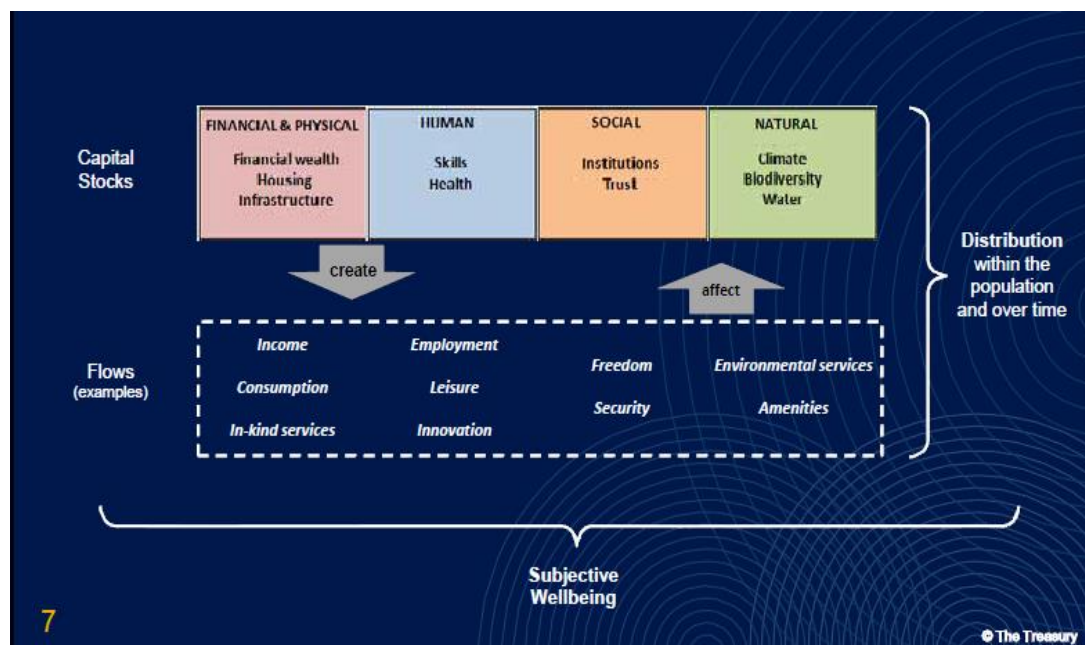 Capital
Stocks
FINANCIAL & PHYSICAL
Financial wealth
Housing
Infrastructure
HUMAN
Skills
Health
SOCIAL
Institutions
Trust
NATURAL
Climate
Biodiversity
Water
create
affect
Distribution
within the
population
and over time
Flows
(examples)
Income
Consumption
In-kind services
Employment
Leisure
Innovation
Freedom
Security
Environmental services
Amenities
Subjective
Wellbeing
7
© The Treasury